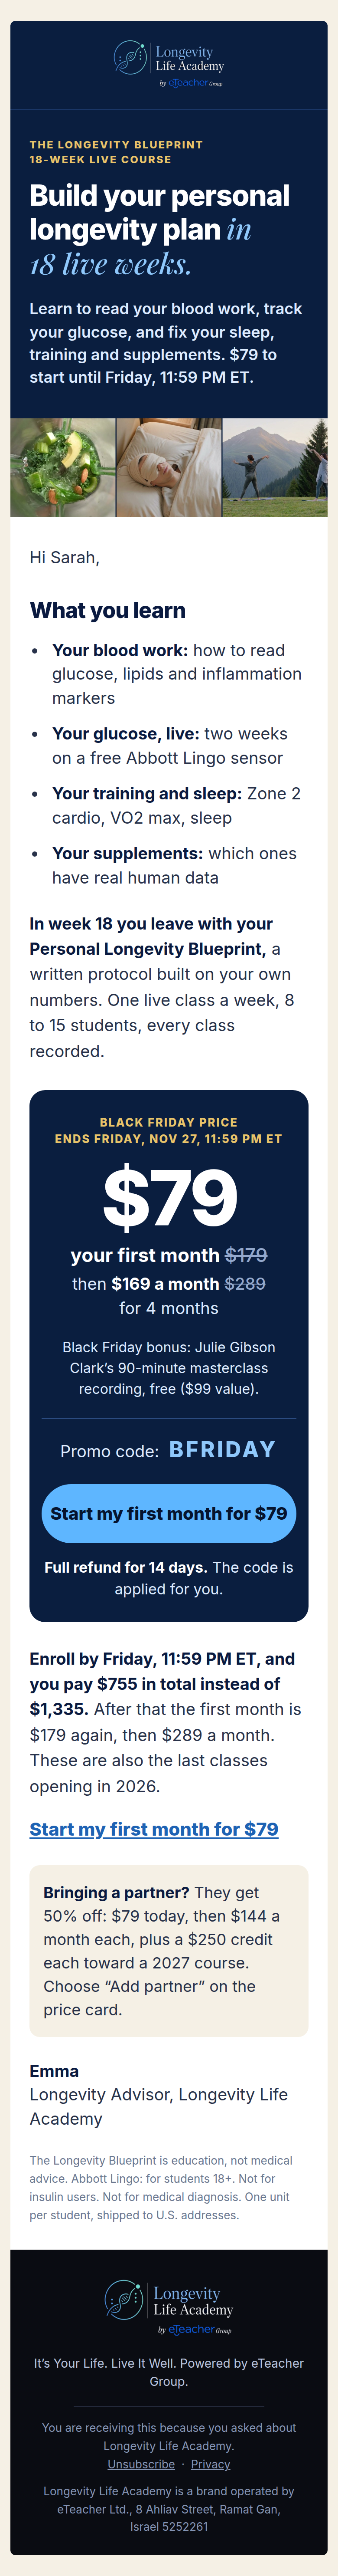 Longevity
Life Academy
by eTeacher Group
THE LONGEVITY BLUEPRINT
18-WEEK LIVE COURSE
Build your personal
longevity plan in
18 live weeks.
Learn to read your blood work, track
your glucose, and fix your sleep,
training and supplements. $79 to
start until Friday, 11:59 PM ET.
Hi Sarah,
What you learn
• Your blood work: how to read
glucose, lipids and inflammation
markers
• Your glucose, live: two weeks
on a free Abbott Lingo sensor
• Your training and sleep: Zone 2
cardio, VO2 max, sleep
• Your supplements: which ones
have real human data
In week 18 you leave with your
Personal Longevity Blueprint, a
written protocol built on your own
numbers. One live class a week, 8
to 15 students, every class
recorded.
BLACK FRIDAY PRICE
ENDS FRIDAY, NOV 27, 11:59 PM ET
$79
your first month $179
then $169 a month $289
for 4 months
Black Friday bonus: Julie Gibson
Clark’s 90-minute masterclass
recording, free ($99 value).
Promo code: BFRIDAY
Start my first month for $79
Full refund for 14 days. The code is
applied for you.
Enroll by Friday, 11:59 PM ET, and
you pay $755 in total instead of
$1,335. After that the first month is
$179 again, then $289 a month.
These are also the last classes
opening in 2026.
Start my first month for $79
Bringing a partner? They get
50% off: $79 today, then $144 a
month each, plus a $250 credit
each toward a 2027 course.
Choose “Add partner” on the
price card.
Emma
Longevity Advisor, Longevity Life
Academy
The Longevity Blueprint is education, not medical
advice. Abbott Lingo: for students 18+. Not for
insulin users. Not for medical diagnosis. One unit
per student, shipped to U.S. addresses.
Longevity
Life Academy
by eTeacher Group
It’s Your Life. Live It Well. Powered by eTeacher
Group.
You are receiving this because you asked about
Longevity Life Academy.
Unsubscribe · Privacy
Longevity Life Academy is a brand operated by
eTeacher Ltd., 8 Ahliav Street, Ramat Gan,
Israel 5252261